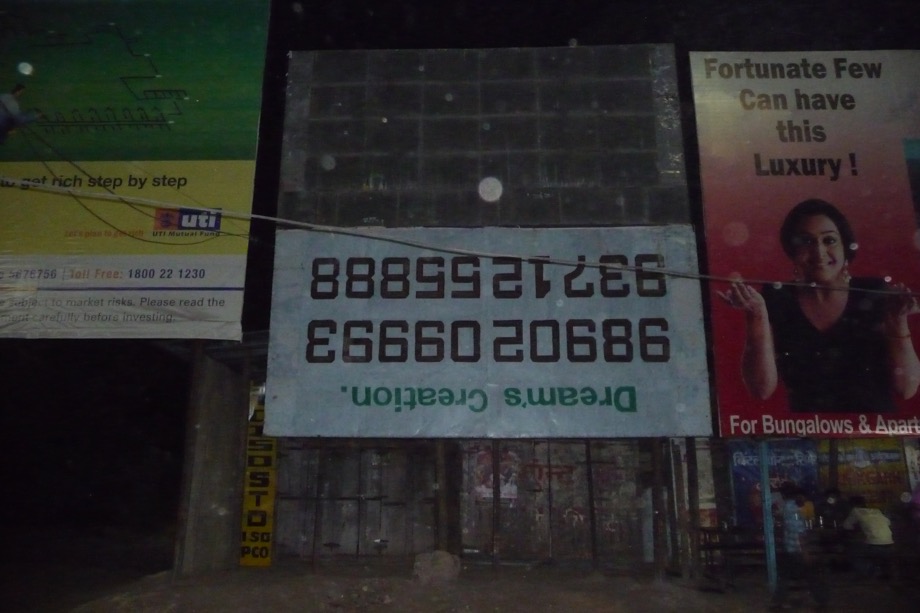 to get rich step by step
uti
UTI Mutual Fund
Toll Free: 1800 22 1230
subject to market risks. Please read the
carefully before investing.
Dream's Creation.
98902 09993
93712 55888
Fortunate Few
Can have
this
Luxury !
For Bungalows & Apart
STD
ISD
PCO